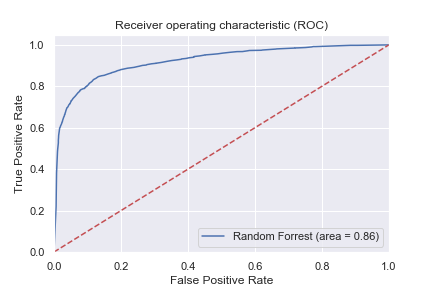 Receiver operating characteristic (ROC)
True Positive Rate
1.0
0.8
0.6
0.4
0.2
0.0
Random Forrest (area = 0.86)
0.0 0.2 0.4 0.6 0.8 1.0
False Positive Rate